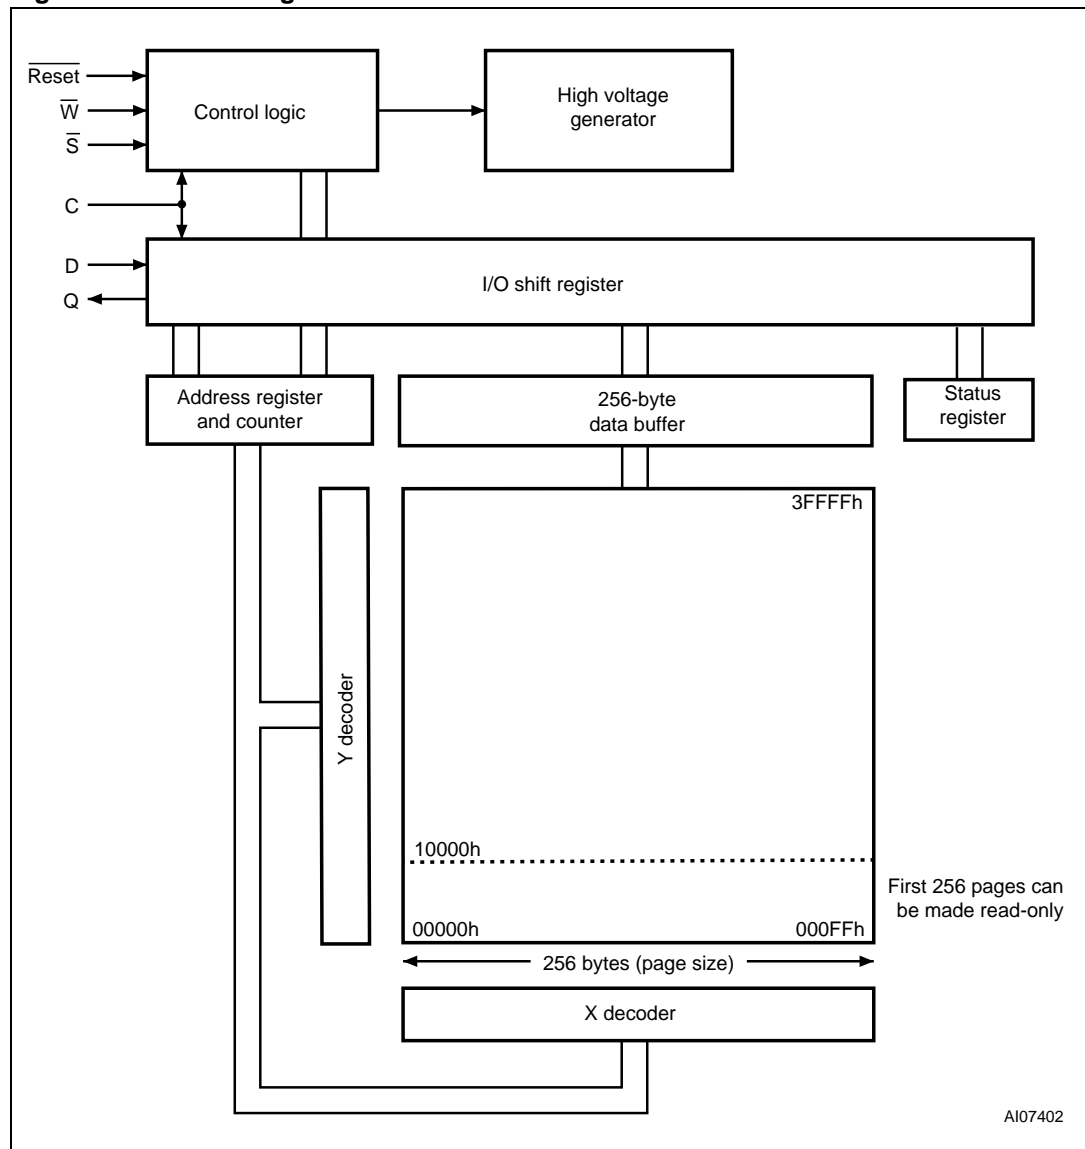 Reset
W
S
Control logic
High voltage
generator
C
D
Q
I/O shift register
Address register
and counter
256-byte
data buffer
Status
register
3FFFFh
Y decoder
10000h
First 256 pages can
be made read-only
00000h
000FFh
256 bytes (page size)
X decoder
AI07402